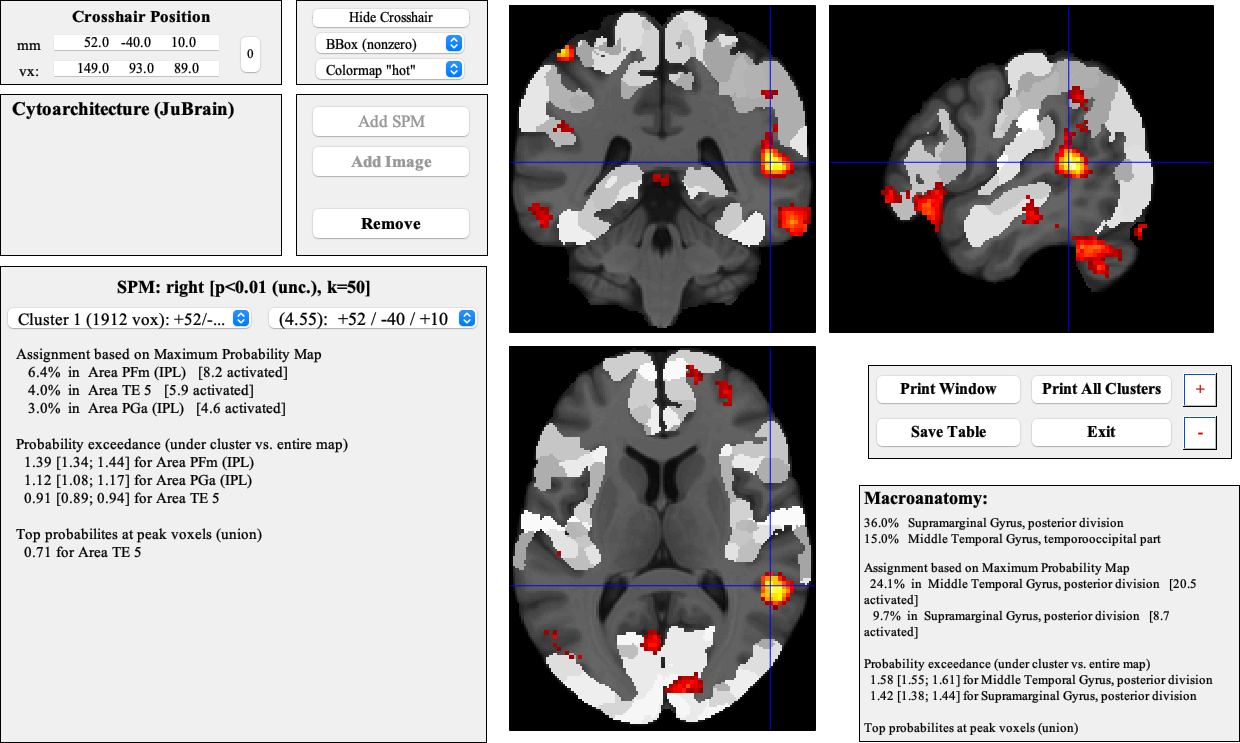 Crosshair Position
mm 52.0 -40.0 10.0
vx: 149.0 93.0 89.0
0
Hide Crosshair
BBox (nonzero)
Colormap "hot"
Cytoarchitecture (JuBrain)
Add SPM
Add Image
Remove
SPM: right [p<0.01 (unc.), k=50]
Cluster 1 (1912 vox): +52/-...
(4.55): +52 / -40 / +10
Assignment based on Maximum Probability Map
6.4% in Area PFm (IPL) [8.2 activated]
4.0% in Area TE 5 [5.9 activated]
3.0% in Area PGa (IPL) [4.6 activated]
Probability exceedance (under cluster vs. entire map)
1.39 [1.34; 1.44] for Area PFm (IPL)
1.12 [1.08; 1.17] for Area PGa (IPL)
0.91 [0.89; 0.94] for Area TE 5
Top probabilites at peak voxels (union)
0.71 for Area TE 5
Print Window
Print All Clusters
+
Save Table
Exit
-
Macroanatomy:
36.0% Supramarginal Gyrus, posterior division
15.0% Middle Temporal Gyrus, temporooccipital part
Assignment based on Maximum Probability Map
24.1% in Middle Temporal Gyrus, posterior division [20.5
activated]
9.7% in Supramarginal Gyrus, posterior division [8.7
activated]
Probability exceedance (under cluster vs. entire map)
1.58 [1.55; 1.61] for Middle Temporal Gyrus, posterior division
1.42 [1.38; 1.44] for Supramarginal Gyrus, posterior division
Top probabilites at peak voxels (union)